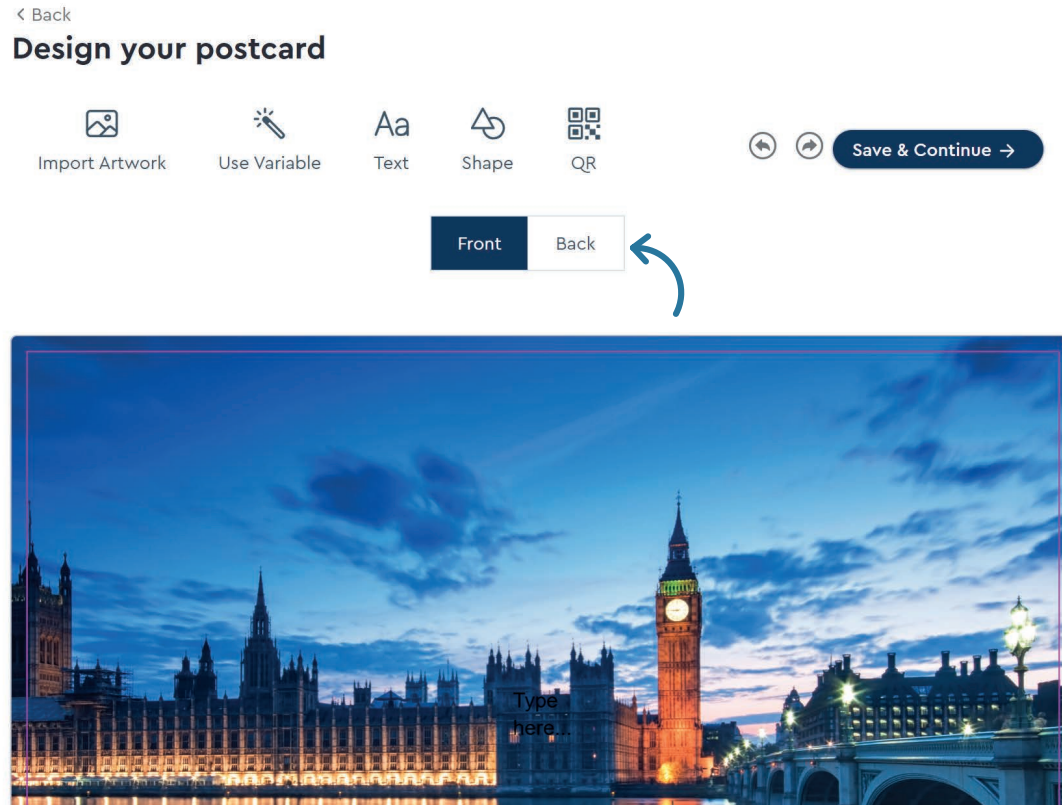 Back
Design your postcard
Import Artwork
Use Variable
Aa
Text
Shape
QR
Save & Continue →
Front
Back
Type
here...